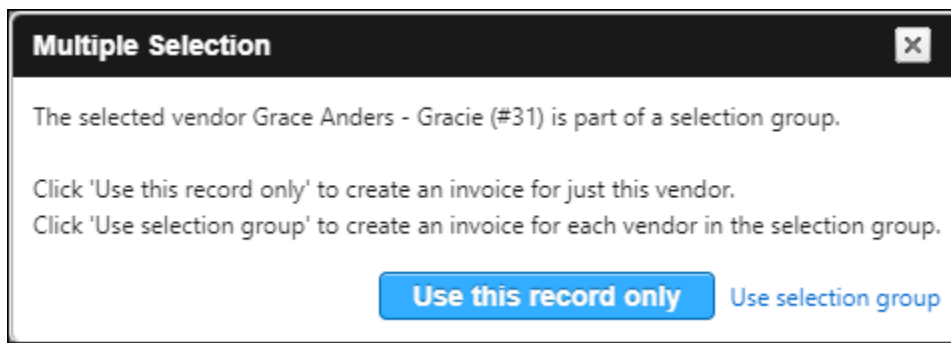 Multiple Selection
The selected vendor Grace Anders - Gracie (#31) is part of a selection group.
Click 'Use this record only' to create an invoice for just this vendor.
Click 'Use selection group' to create an invoice for each vendor in the selection group.
Use this record only Use selection group